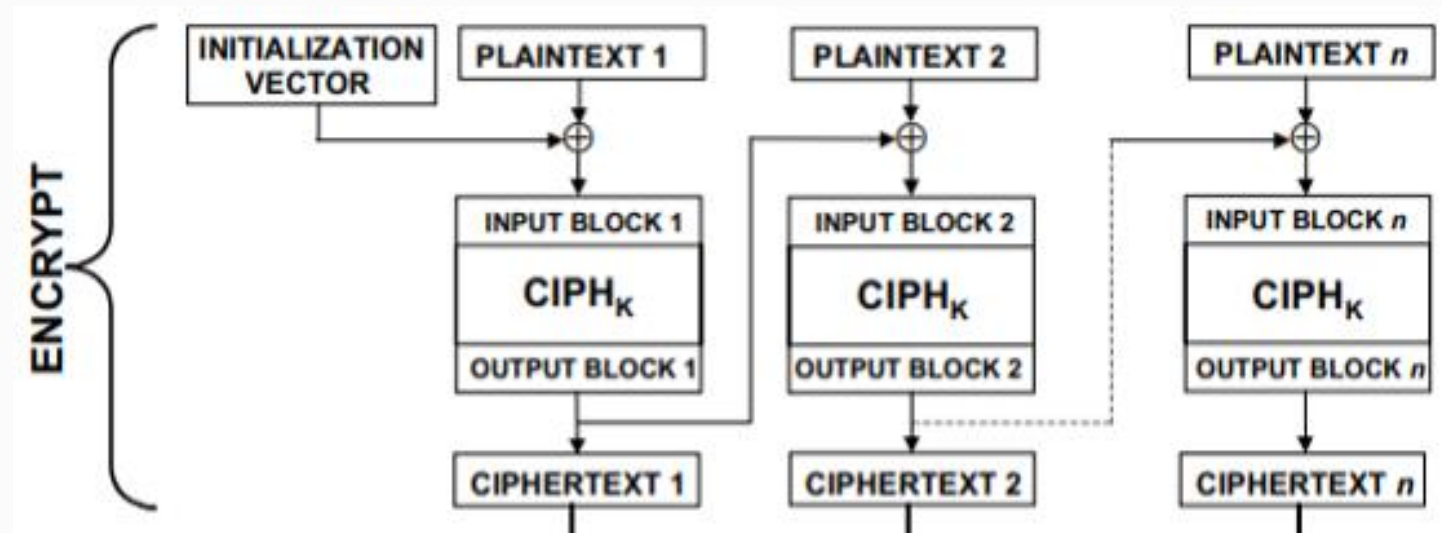 ENCRYPT
INITIALIZATION
VECTOR
PLAINTEXT 1
PLAINTEXT 2
PLAINTEXT n
INPUT BLOCK 1
INPUT BLOCK 2
INPUT BLOCK n
CIPHK
CIPHK
CIPHK
OUTPUT BLOCK 1
OUTPUT BLOCK 2
OUTPUT BLOCK n
CIPHERTEXT 1
CIPHERTEXT 2
CIPHERTEXT n